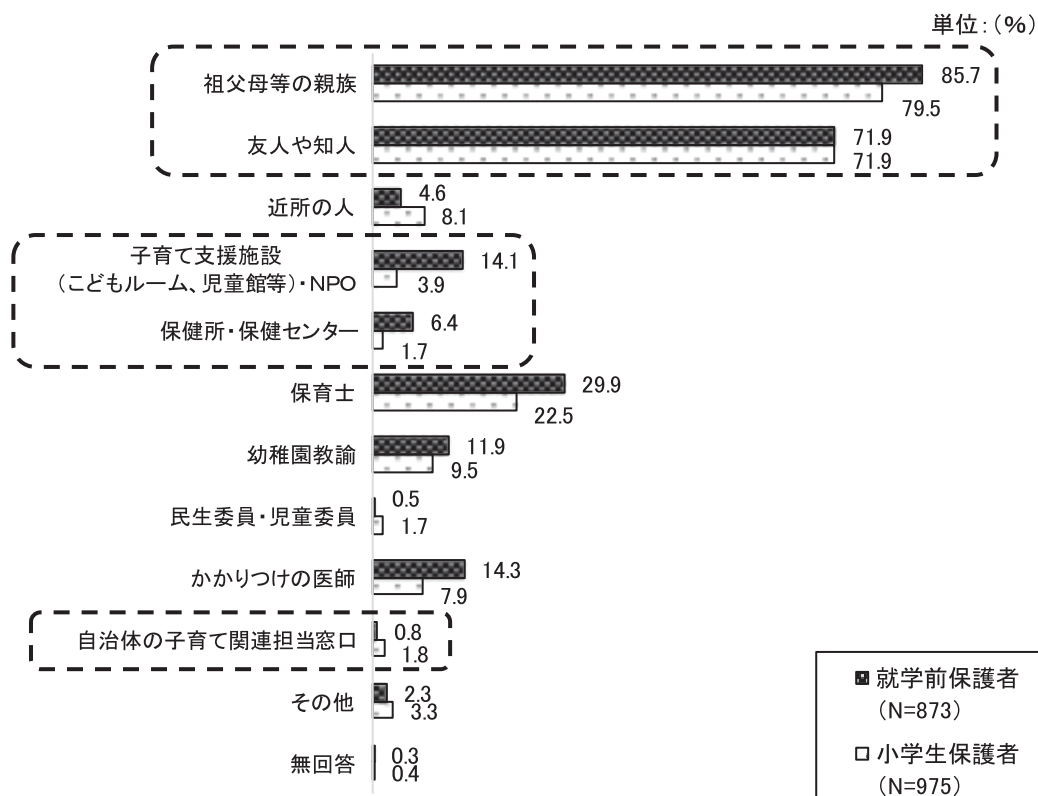 単位:(%)
祖父母等の親族
85.7
79.5
友人や知人
71.9
71.9
近所の人
4.6
8.1
子育て支援施設
(こどもルーム、児童館等)・NPO
14.1
3.9
保健所・保健センター
6.4
1.7
保育士
29.9
22.5
幼稚園教諭
11.9
9.5
民生委員・児童委員
0.5
1.7
かかりつけの医師
14.3
7.9
自治体の子育て関連担当窓口
0.8
1.8
その他
2.3
3.3
無回答
0.3
0.4
就学前保護者
(N=873)
小学生保護者
(N=975)